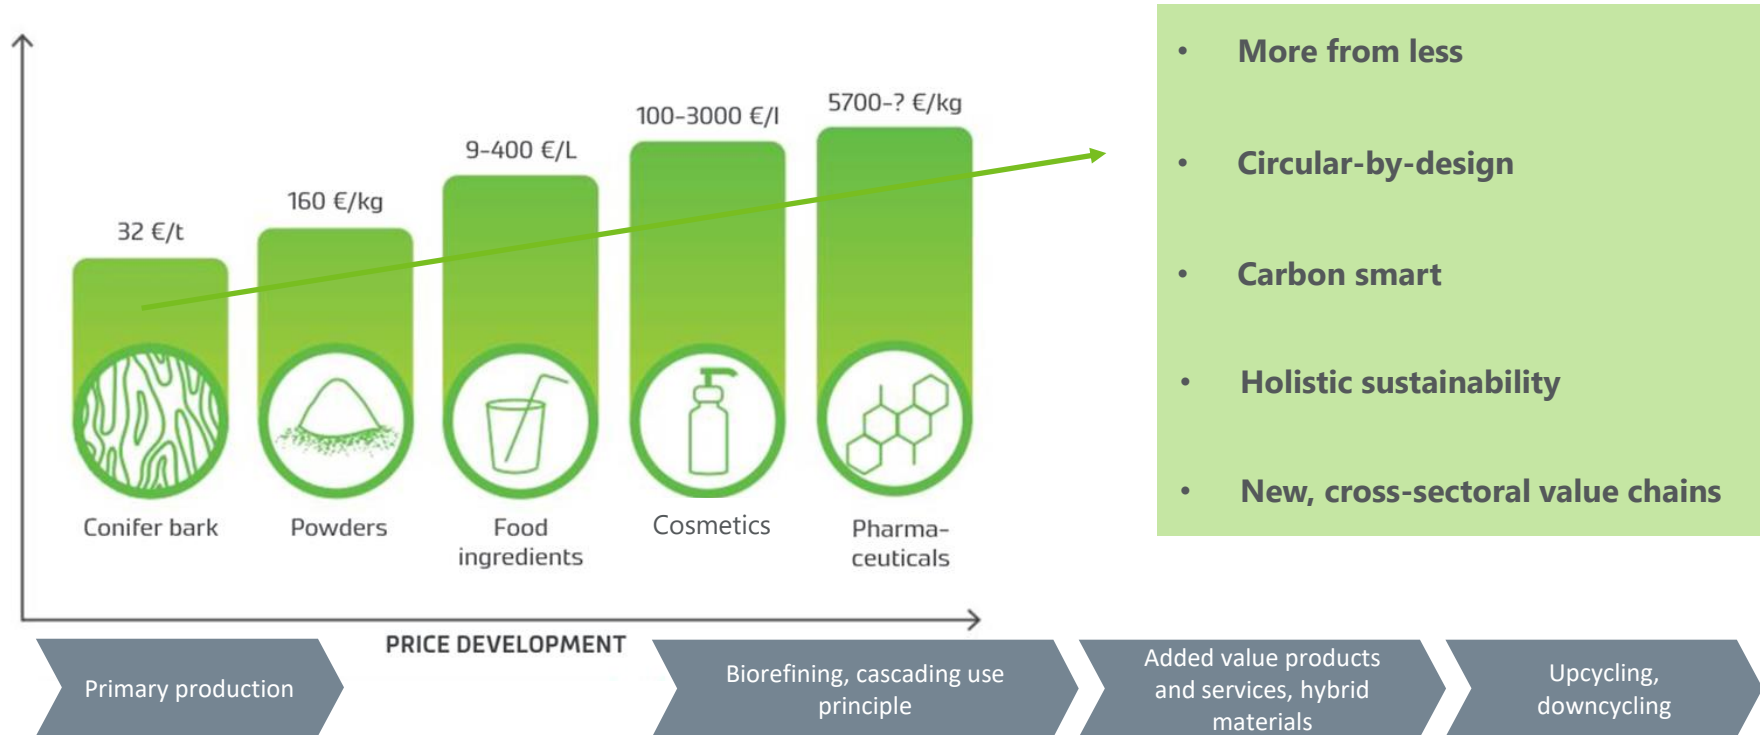 32 €/t
160 €/kg
9-400 €/L
100-3000 €/l
5700-? €/kg
Conifer bark
Powders
Food
ingredients
Cosmetics
Pharma-
ceuticals
PRICE DEVELOPMENT
• More from less
• Circular-by-design
• Carbon smart
• Holistic sustainability
• New, cross-sectoral value chains
Primary production
Biorefining, cascading use
principle
Added value products
and services, hybrid
materials
Upcycling,
downcycling